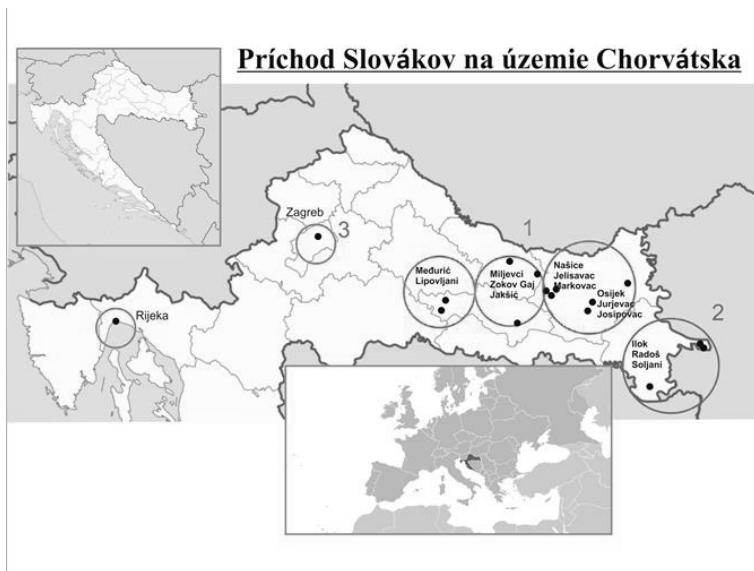 Príchod Slovákov na územie Chorvátska
Zagreb
3
Rijeka
Međurić
Lipovljani
1
Miljevci
Zokov Gaj
Jakšić
Našice
Jelisavac
Markovac
Osijek
Jurjevac
Josipovac
2
Ilok
Radoš
Soljani